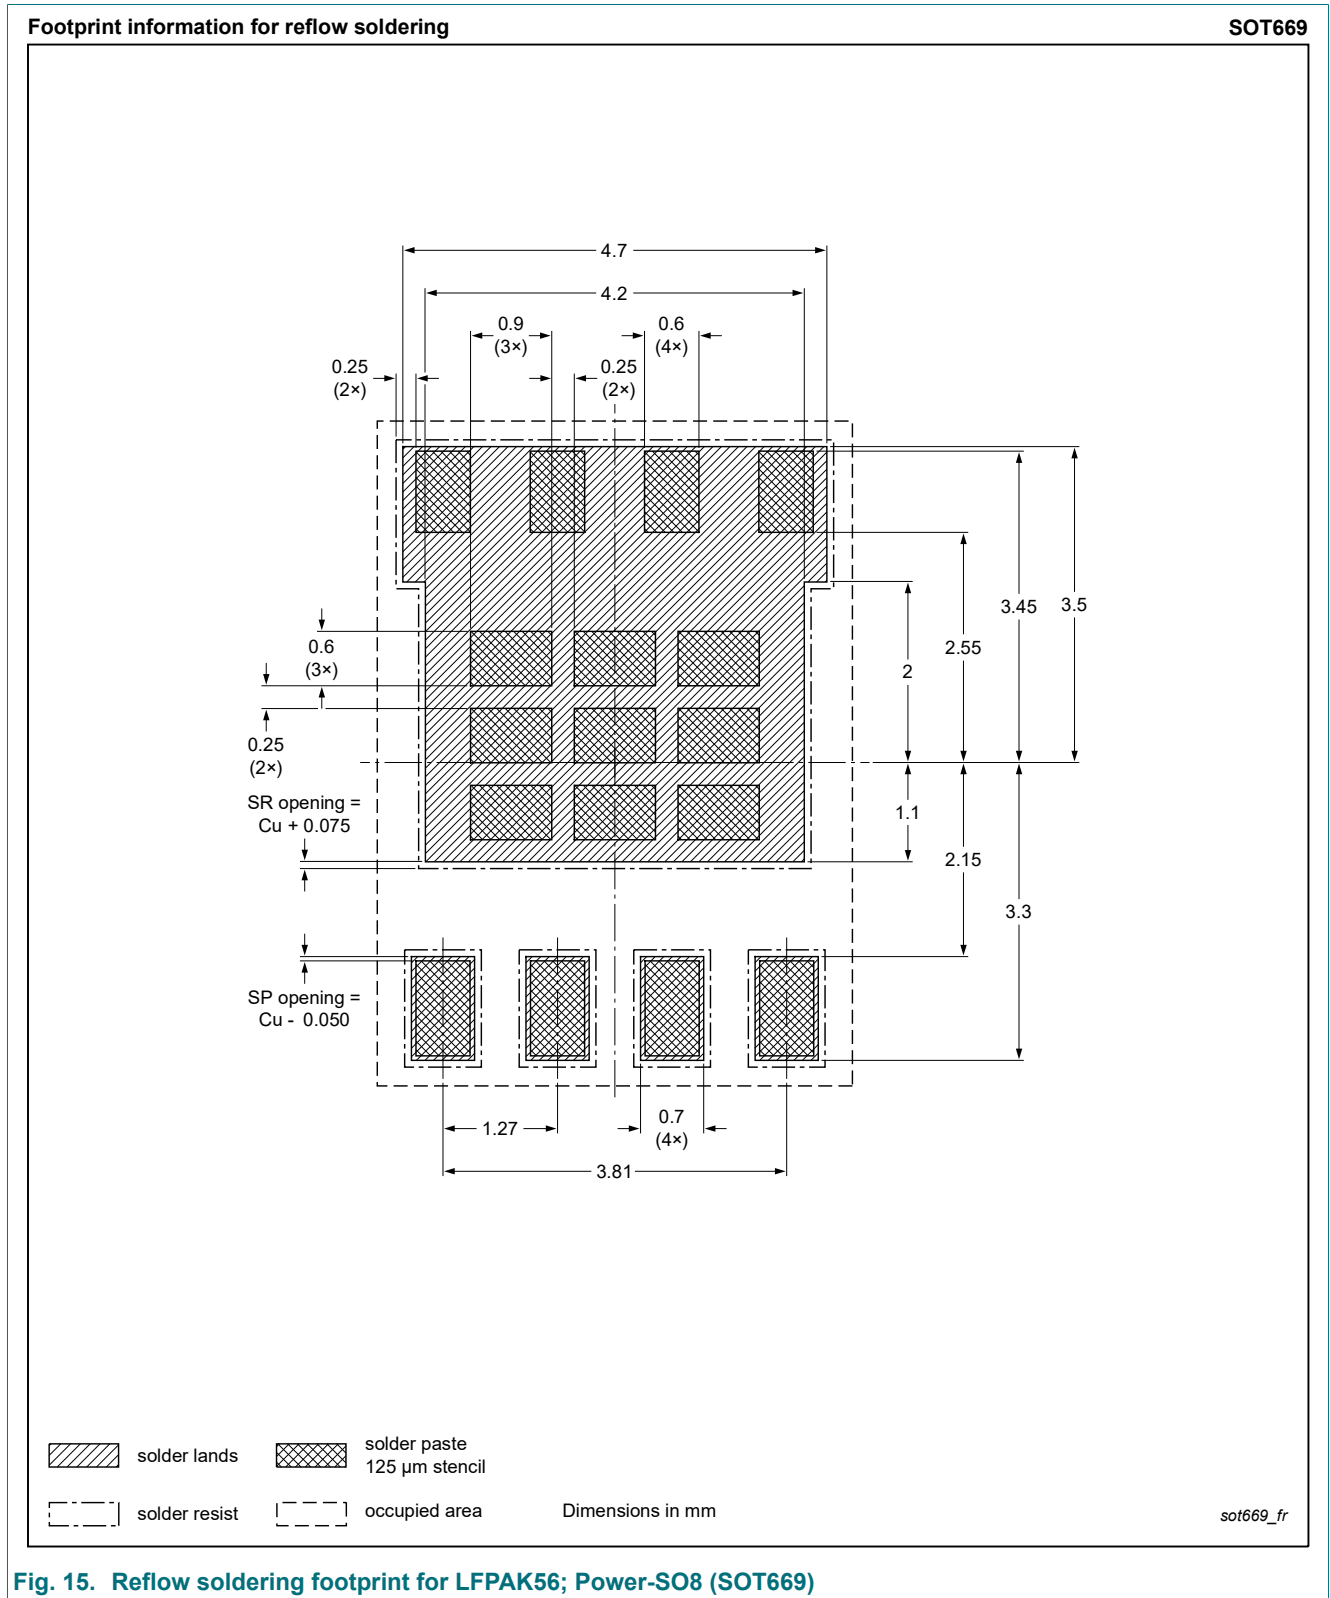 Footprint information for reflow soldering
SOT669
4.7
4.2
0.9
(3×)
0.6
(4×)
0.25
(2×)
0.25
(2×)
3.45
3.5
0.6
(3×)
2.55
2
0.25
(2×)
SR opening =
Cu + 0.075
1.1
2.15
3.3
SP opening =
Cu - 0.050
1.27
0.7
(4×)
3.81
solder lands
solder paste
125 µm stencil
solder resist
occupied area
Dimensions in mm
sot669_fr
Fig. 15. Reflow soldering footprint for LFPAK56; Power-SO8 (SOT669)